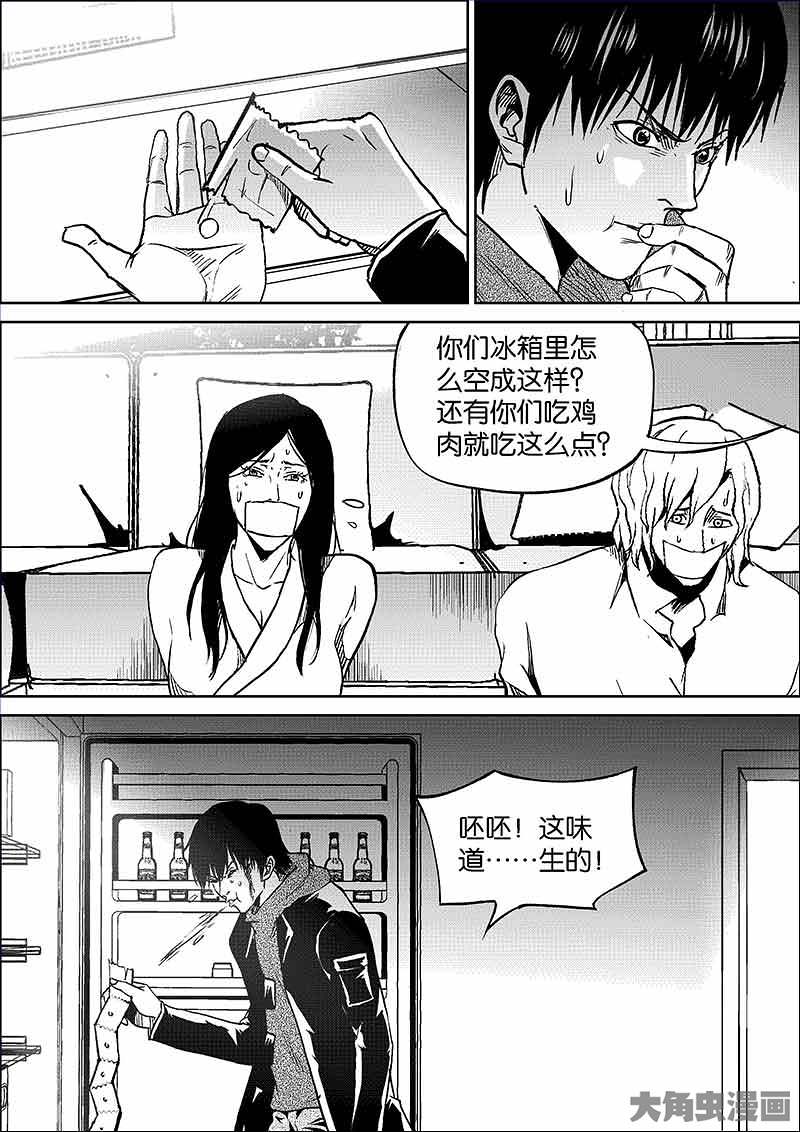 你们冰箱里怎
么空成这样？
还有你们吃鸡
肉就吃这么点？
呸呸！这味
道……生的！
大角虫漫画